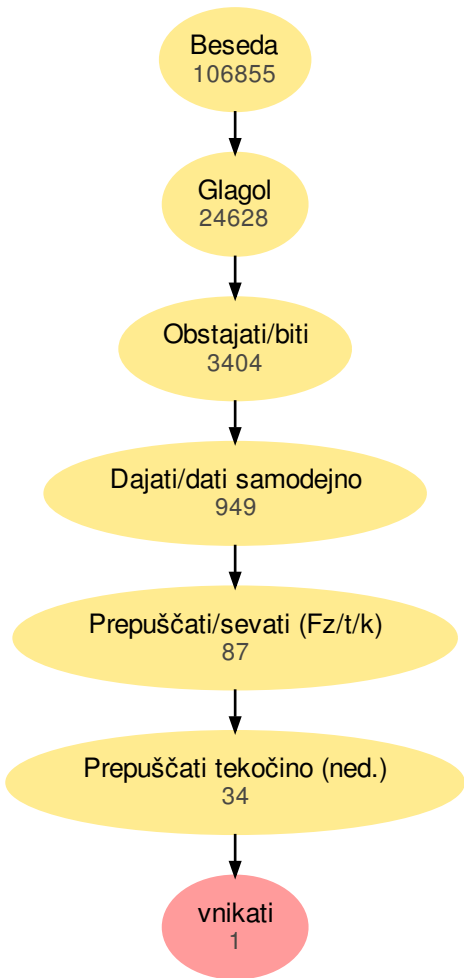 Beseda
106855
Glagol
24628
Obstajati/biti
3404
Dajati/dati samodejno
949
Prepuščati/sevati (Fz/t/k)
87
Prepuščati tekočino (ned.)
34
vnikati
1